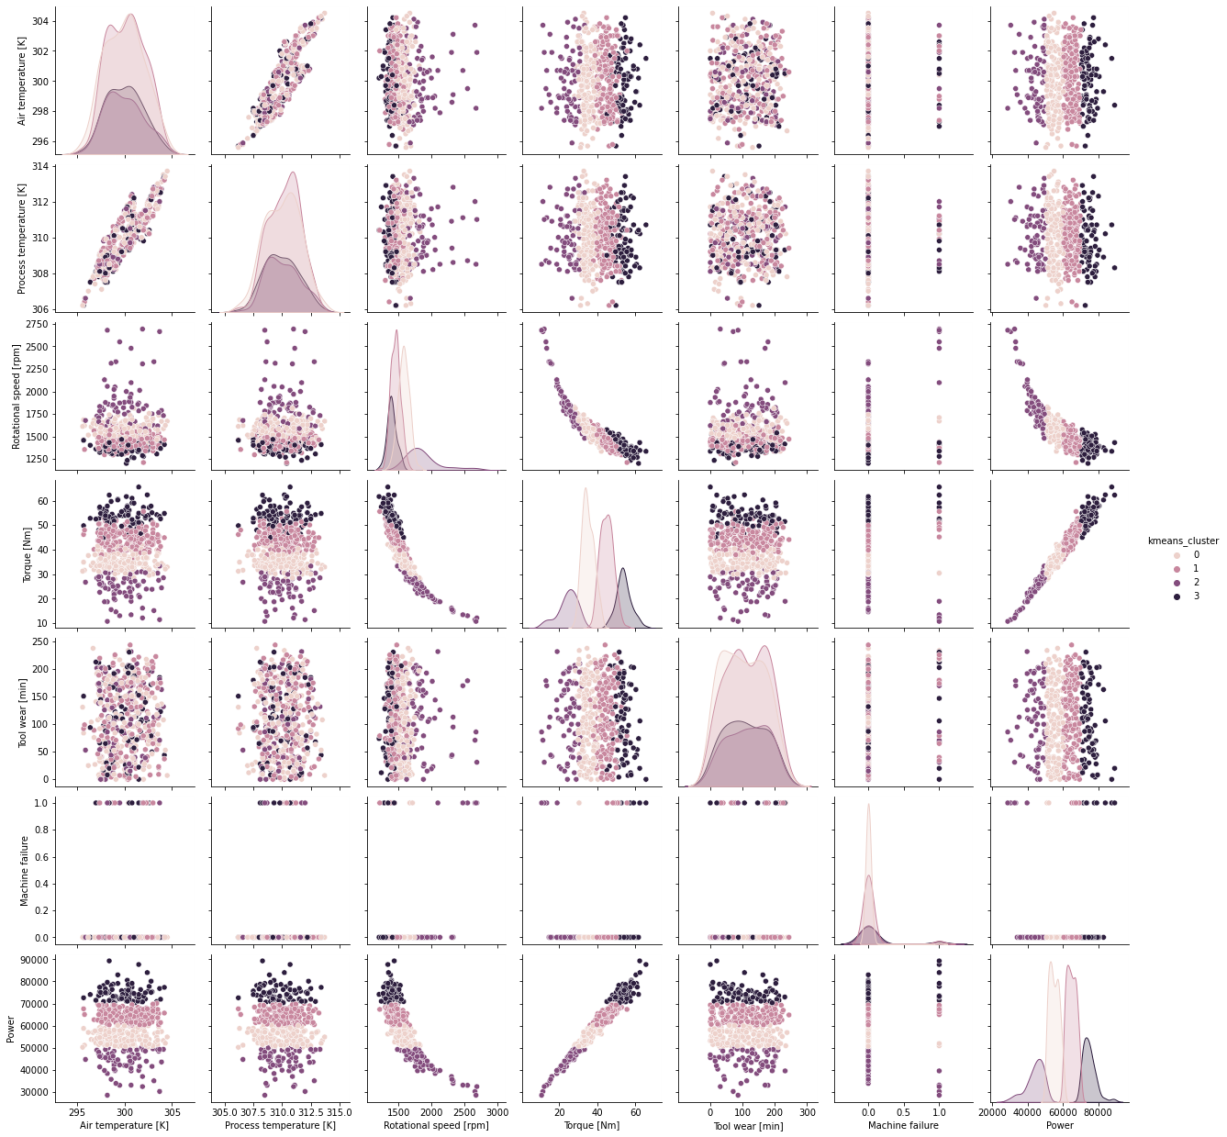 304
302
300
298
296
Air temperature [K]
314
312
310
308
306
Process temperature [K]
2750
2500
2250
2000
1750
1500
1250
Rotational speed [rpm]
60
50
40
30
20
10
Torque [Nm]
kmeans_cluster
0
1
2
3
250
200
150
100
50
0
Tool wear [min]
1.0
0.8
0.6
0.4
0.2
0.0
Machine failure
90000
80000
70000
60000
50000
40000
30000
Power
295 300 305
305.0 307.5 310.0 312.5 315.0
1500 2000 2500 3000
20 40 60
0 100 200 300
0.0 0.5 1.0
20000 40000 60000 80000
Air temperature [K]
Process temperature [K]
Rotational speed [rpm]
Torque [Nm]
Tool wear [min]
Machine failure
Power